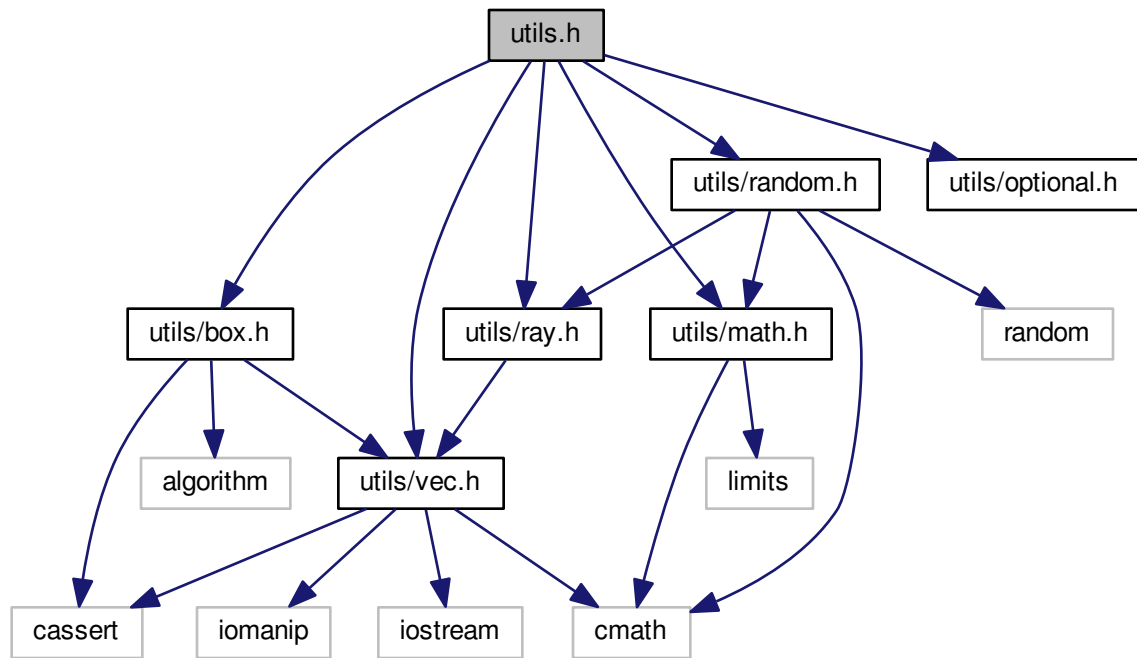 utils.h
utils/random.h
utils/optional.h
utils/box.h
utils/ray.h
utils/math.h
random
algorithm
utils/vec.h
limits
cassert
iomanip
iostream
cmath